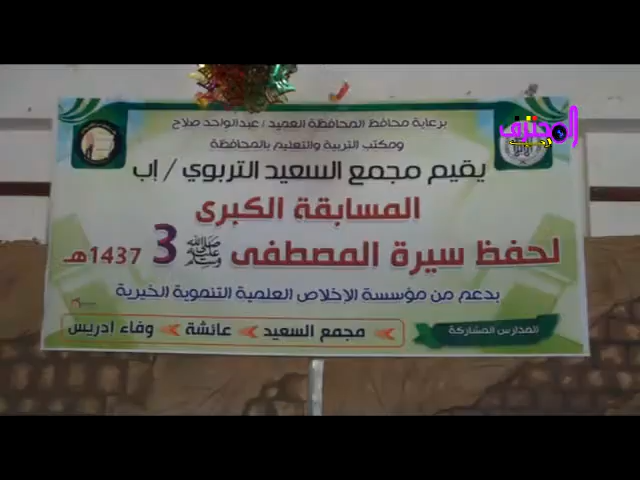 المحترف
برعاية محافظ المحافظة العميد / عبدالواحد صلاح
ومكتب التربية والتعليم بالمحافظة
يقيم مجمع السعيد التربوي / إب
المسابقة الكبرى
لحفظ سيرة المصطفى ﷺ 3 1437هـ
بدعم من مؤسسة الإخلاص العلمية التنموية الخيرية
المدارس المشاركة مجمع السعيد عائشة وفاء ادريس